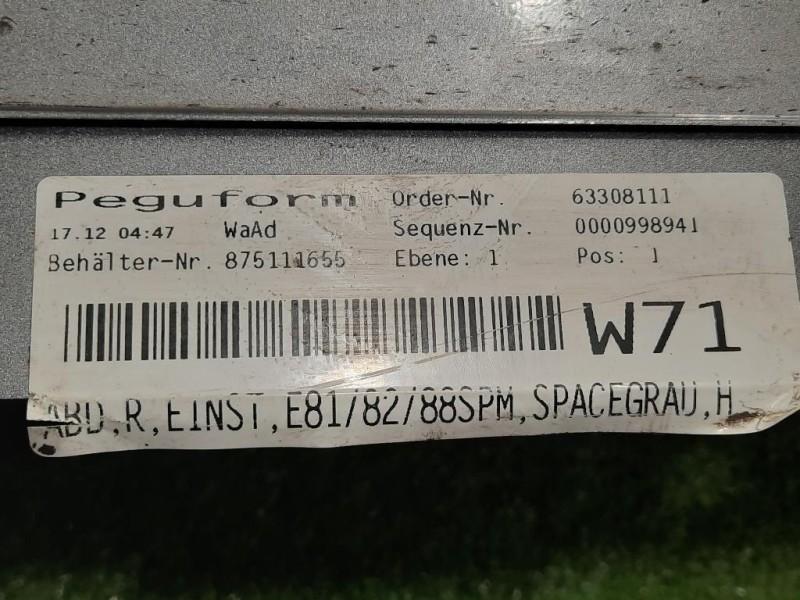 Peguform Order-Nr. 63308111
17.12 04:47 WaAd Sequenz-Nr. 0000998941
Behälter-Nr. 875111655 Ebene: 1 Pos: 1
W71
ABD,R,EINST,E81/82/88SPM,SPACEGRAU,H